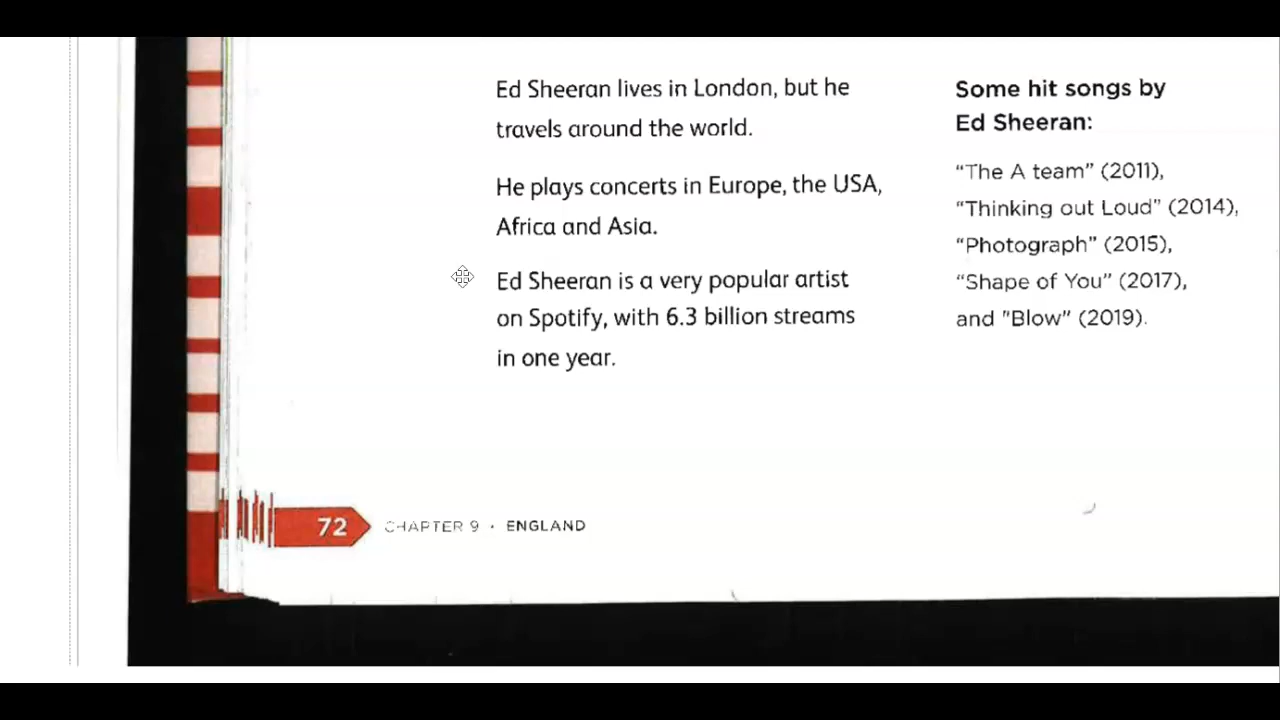 Ed Sheeran lives in London, but he
travels around the world.
He plays concerts in Europe, the USA,
Africa and Asia.
Ed Sheeran is a very popular artist
on Spotify, with 6.3 billion streams
in one year.
Some hit songs by
Ed Sheeran:
“The A team” (2011),
“Thinking out Loud” (2014),
“Photograph” (2015),
“Shape of You” (2017),
and "Blow” (2019).
72 CHAPTER 9 · ENGLAND